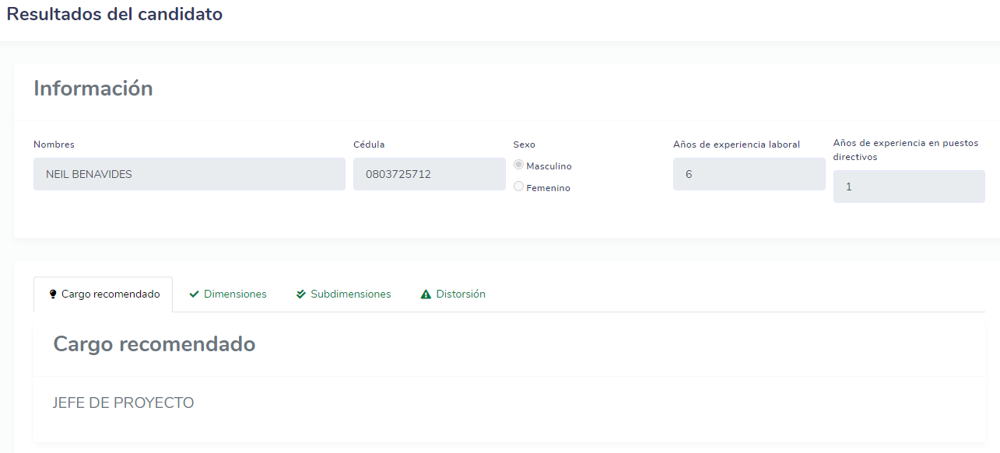 Resultados del candidato
Información
Nombres
NEIL BENAVIDES
Cédula
0803725712
Sexo
Masculino
Femenino
Años de experiencia laboral
6
Años de experiencia en puestos
directivos
1
Cargo recomendado
Dimensiones
Subdimensiones
Distorsión
Cargo recomendado
JEFE DE PROYECTO